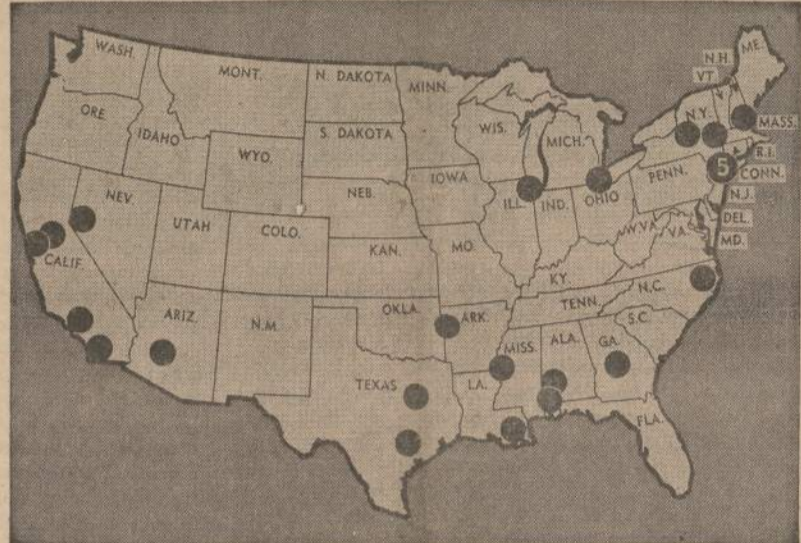 WASH.
MONT.
N. DAKOTA
MINN.
N.H.
ME.
VT.
ORE
IDAHO
S. DAKOTA
WIS.
MICH.
N.Y.
MASS.
WYO.
R.I.
CONN.
5
NEV.
UTAH
COLO.
NEB.
IOWA
ILL.
IND.
OHIO
PENN.
N.J.
DEL.
MD.
CALIF.
KAN.
MO.
KY.
W.VA.
VA.
ARIZ.
N.M.
OKLA.
ARK.
TENN.
N.C.
S.C.
TEXAS
LA.
MISS.
ALA.
GA.
FLA.